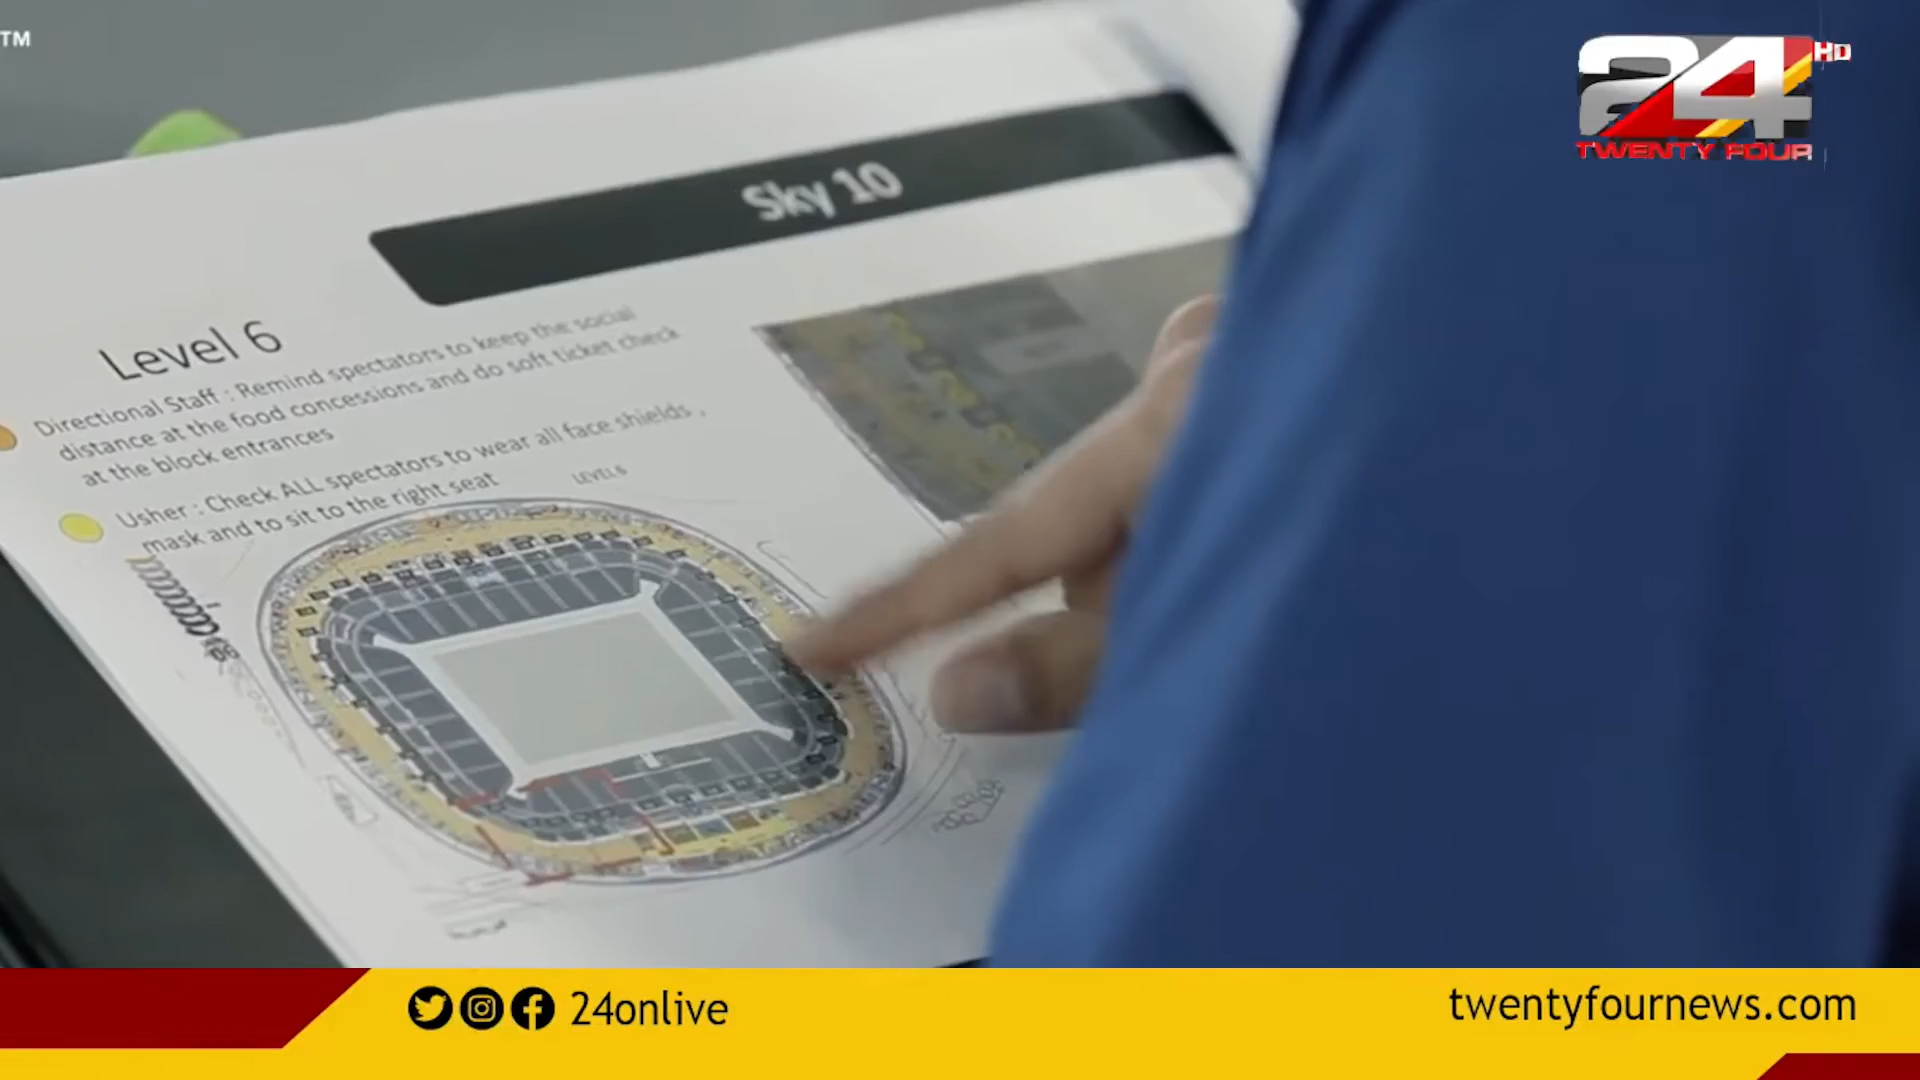 TM
24
HD
TWENTY FOUR
Sky 10
Level 6
Directional Staff : Remind spectators to keep the social
distance at the food concessions and do soft ticket check
at the block entrances
Usher : Check ALL spectators to wear all face shields ,
mask and to sit to the right seat
LEVEL 6
24onlive
twentyfournews.com